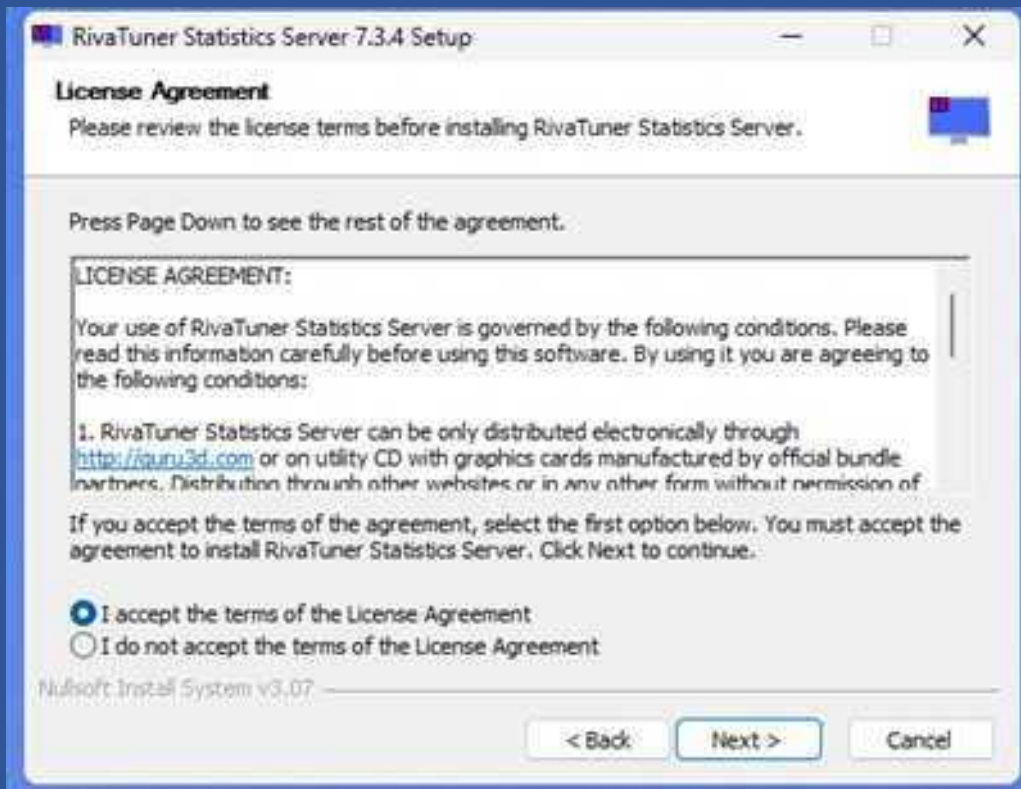 RivaTuner Statistics Server 7.3.4 Setup
License Agreement
Please review the license terms before installing RivaTuner Statistics Server.
Press Page Down to see the rest of the agreement.
LICENSE AGREEMENT:
Your use of RivaTuner Statistics Server is governed by the following conditions. Please
read this information carefully before using this software. By using it you are agreeing to
the following conditions:
1. RivaTuner Statistics Server can be only distributed electronically through
http://guru3d.com or on utility CD with graphics cards manufactured by official bundle
partners. Distribution through other websites or in any other form without permission of
If you accept the terms of the agreement, select the first option below. You must accept the
agreement to install RivaTuner Statistics Server. Click Next to continue.
I accept the terms of the License Agreement
I do not accept the terms of the License Agreement
Nullsoft Install System v3.07
< Back Next > Cancel